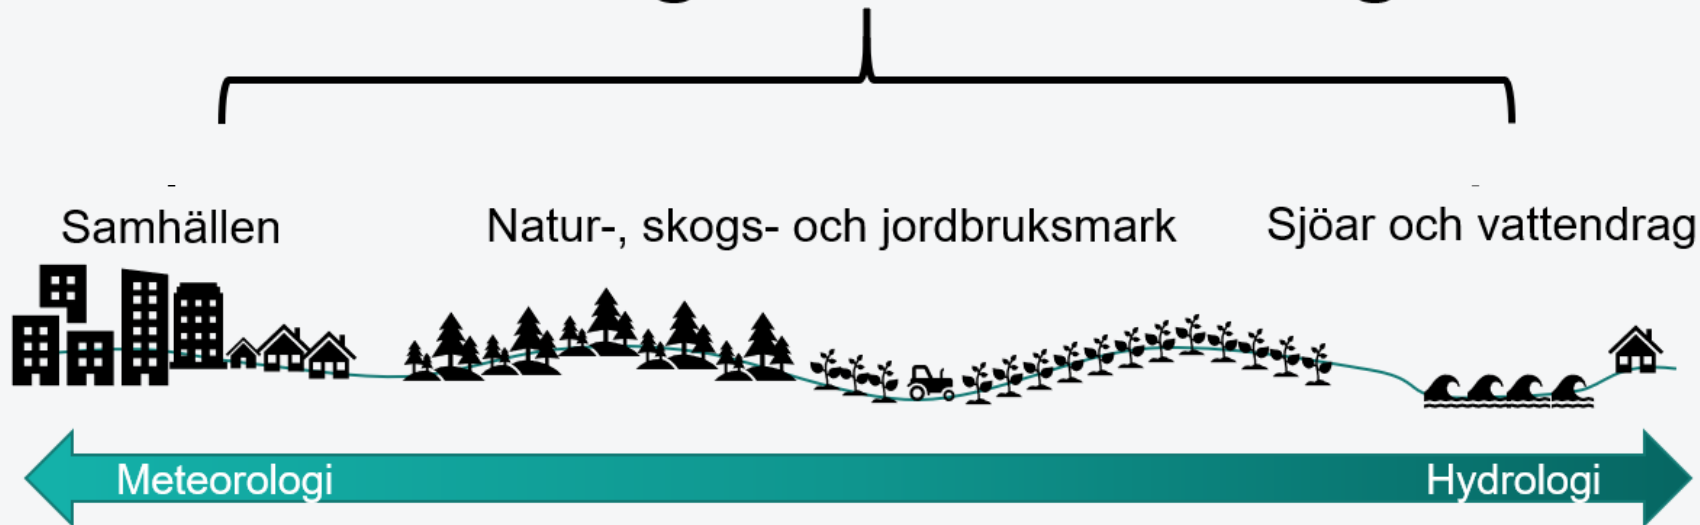 Samhällen
Natur-, skogs- och jordbruksmark
Sjöar och vattendrag
Meteorologi
Hydrologi